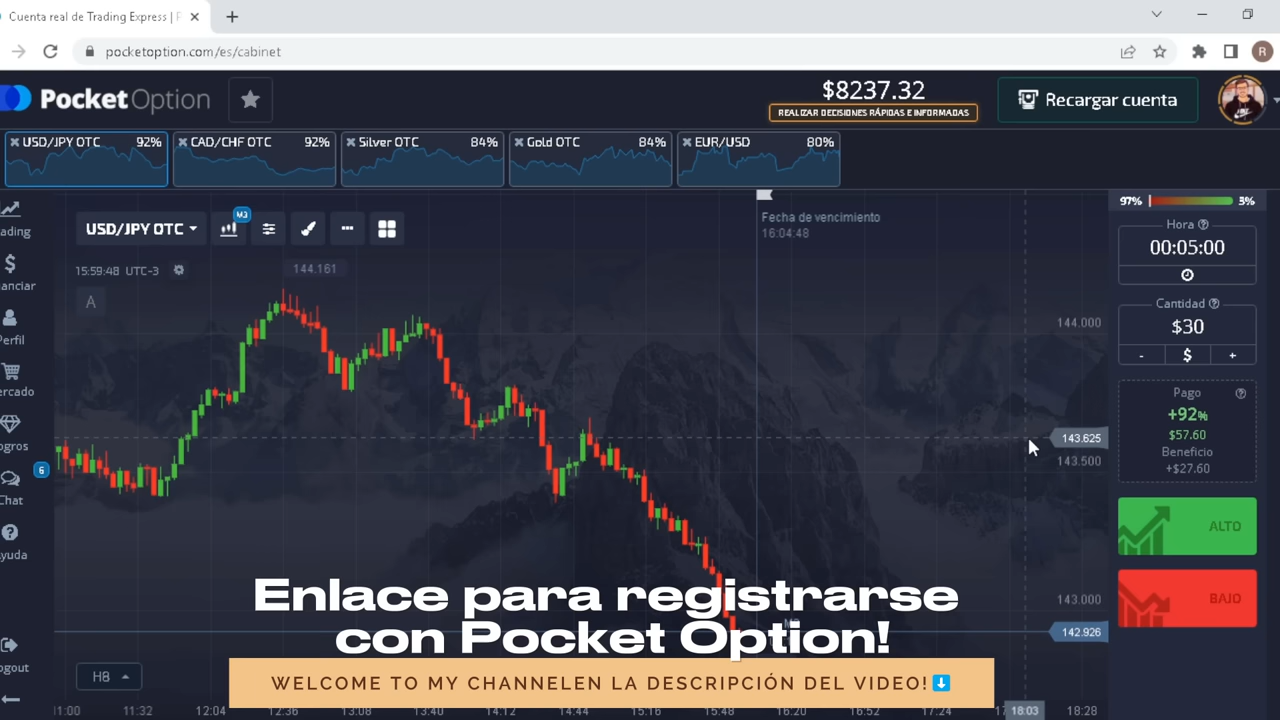 Cuenta real de Trading Express | P
pocketoption.com/es/cabinet
R
PocketOption
$8237.32
REALIZAR DECISIONES RÁPIDAS E INFORMADAS
Recargar cuenta
USD/JPY OTC 92%
CAD/CHF OTC 92%
Silver OTC 84%
Gold OTC 84%
EUR/USD 80%
ading
$
nanciar
Perfil
ercado
ogros
6
Chat
yuda
ogout
USD/JPY OTC
M3
15:59:48 UTC-3
A
144.161
Fecha de vencimiento
16:04:48
144.000
143.625
143.500
143.000
142.926
97% 3%
Hora
00:05:00
Cantidad
$30
- $ +
Pago
+92%
$57.60
Beneficio
+$27.60
ALTO
BAJO
Enlace para registrarse
con Pocket Option!
WELCOME TO MY CHANNELEN LA DESCRIPCIÓN DEL VIDEO!
H8
11:00 11:32 12:04 12:36 13:08 13:40 14:12 14:44 15:16 15:48 16:20 16:52 17:24 18:03 18:28